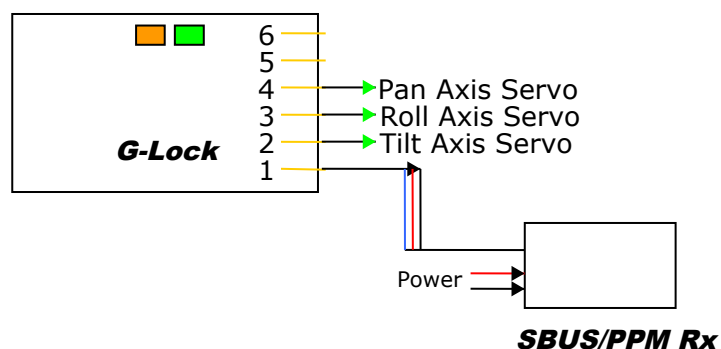 6
5
4 Pan Axis Servo
3 Roll Axis Servo
G-Lock 2 Tilt Axis Servo
1
Power
SBUS/PPM Rx